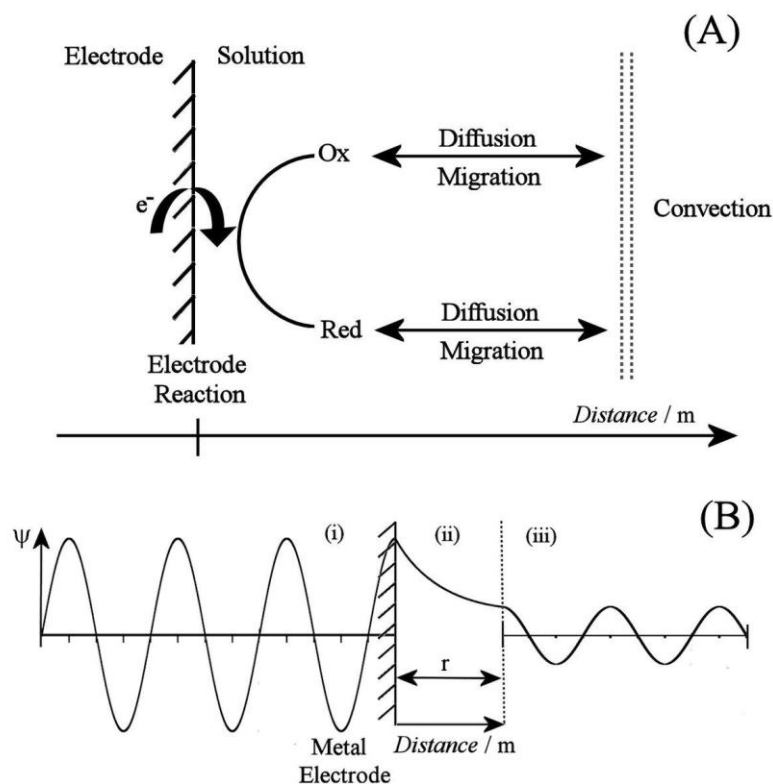 (A)
Electrode Solution
Ox
Diffusion
Migration
e-
Convection
Red
Diffusion
Migration
Electrode
Reaction
Distance / m
(B)
Ψ
(i)
(ii)
(iii)
r
Metal
Electrode
Distance / m